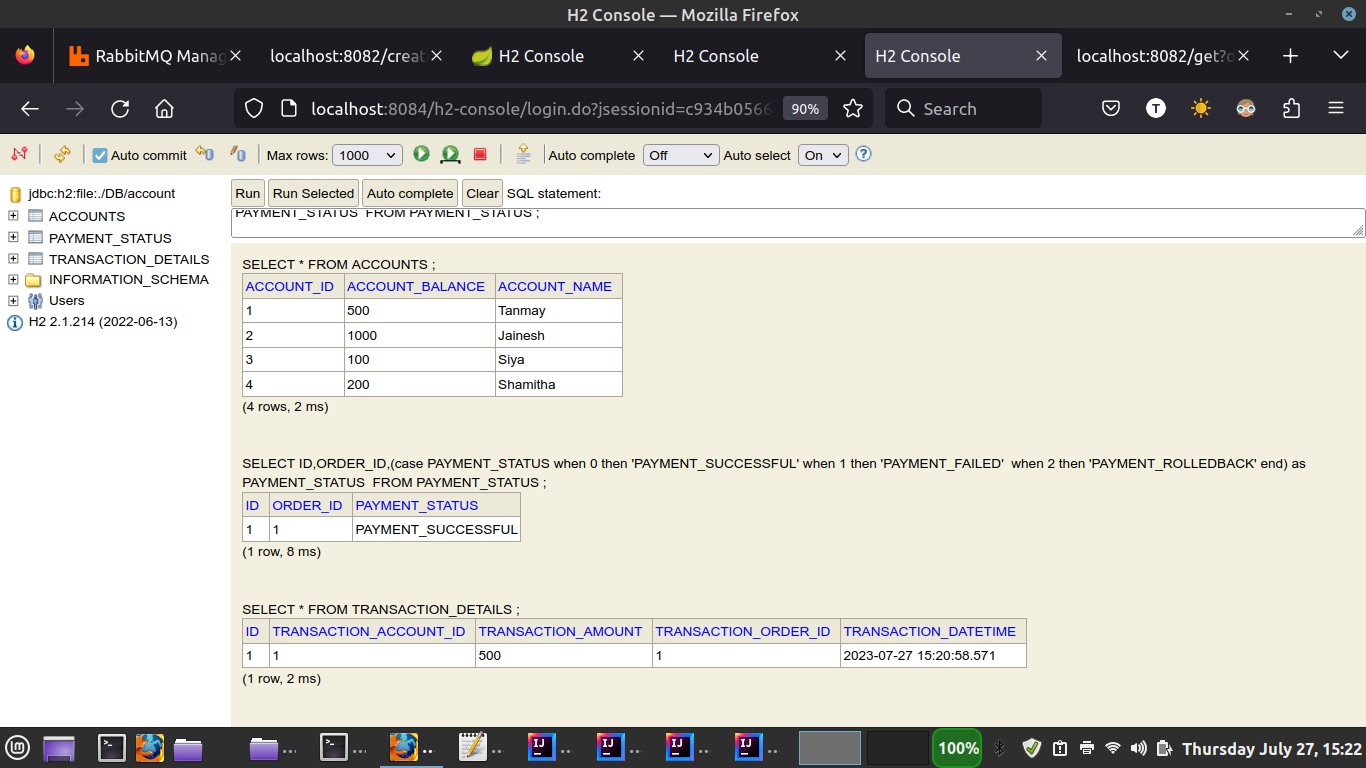 H2 Console — Mozilla Firefox
RabbitMQ Manag
localhost:8082/creat
H2 Console
H2 Console
H2 Console
localhost:8082/get?o
localhost:8084/h2-console/login.do?jsessionid=c934b0566
90%
Search
T
Auto commit
Max rows: 1000
Auto complete Off
Auto select On
jdbc:h2:file:./DB/account
ACCOUNTS
PAYMENT_STATUS
TRANSACTION_DETAILS
INFORMATION_SCHEMA
Users
H2 2.1.214 (2022-06-13)
Run Run Selected Auto complete Clear SQL statement:
PAYMENT_STATUS FROM PAYMENT_STATUS ;
SELECT * FROM ACCOUNTS ;
ACCOUNT_ID ACCOUNT_BALANCE ACCOUNT_NAME
1 500 Tanmay
2 1000 Jainesh
3 100 Siya
4 200 Shamitha
(4 rows, 2 ms)
SELECT ID,ORDER_ID,(case PAYMENT_STATUS when 0 then 'PAYMENT_SUCCESSFUL' when 1 then 'PAYMENT_FAILED' when 2 then 'PAYMENT_ROLLEDBACK' end) as
PAYMENT_STATUS FROM PAYMENT_STATUS ;
ID ORDER_ID PAYMENT_STATUS
1 1 PAYMENT_SUCCESSFUL
(1 row, 8 ms)
SELECT * FROM TRANSACTION_DETAILS ;
ID TRANSACTION_ACCOUNT_ID TRANSACTION_AMOUNT TRANSACTION_ORDER_ID TRANSACTION_DATETIME
1 1 500 1 2023-07-27 15:20:58.571
(1 row, 2 ms)
IJ IJ IJ IJ
100%
Thursday July 27, 15:22